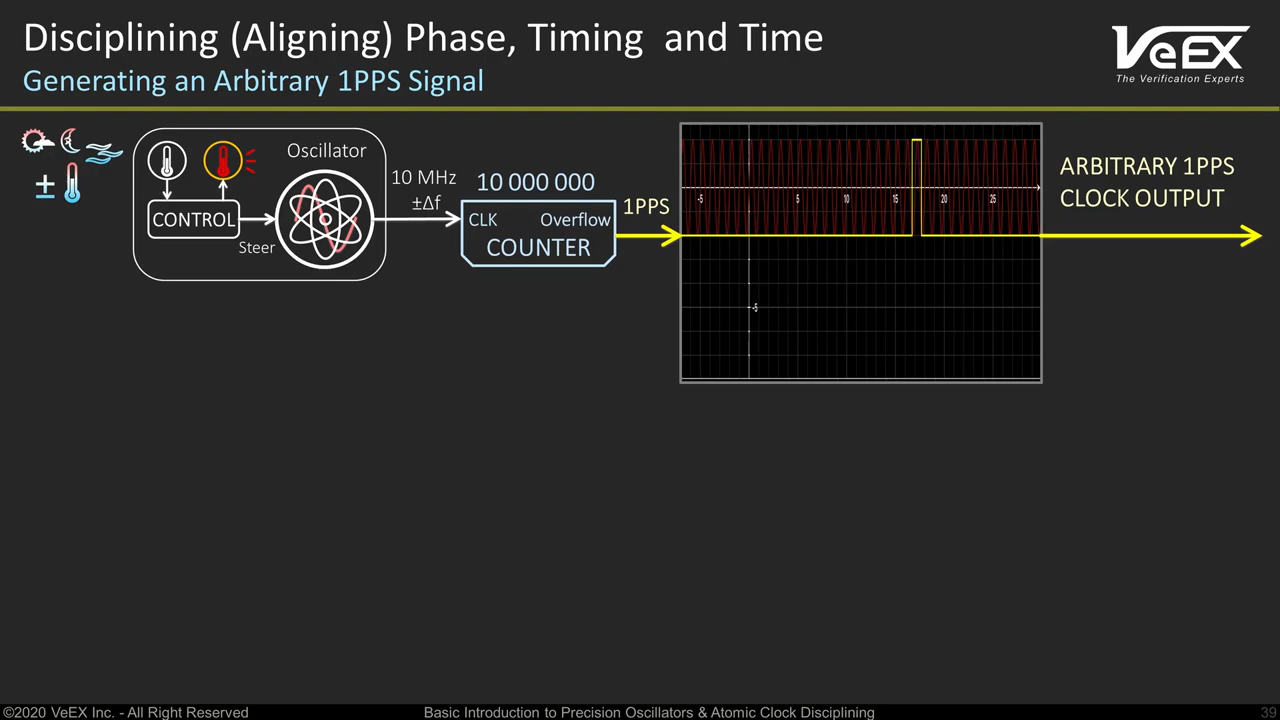 Disciplining (Aligning) Phase, Timing and Time
Generating an Arbitrary 1PPS Signal
VeEX
The Verification Experts
±
Oscillator
CONTROL
Steer
10 MHz
±Δf
10 000 000
CLK Overflow
COUNTER
1PPS
-5 5 10 15 20 25
-5
ARBITRARY 1PPS
CLOCK OUTPUT
©2020 VeEX Inc. - All Right Reserved
Basic Introduction to Precision Oscillators & Atomic Clock Disciplining
39